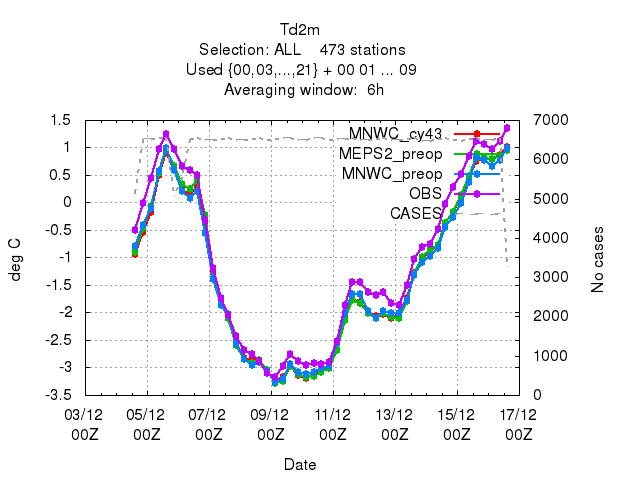 Td2m
Selection: ALL 473 stations
Used {00,03,...,21} + 00 01 ... 09
Averaging window: 6h
1.5
1
0.5
0
-0.5
-1
-1.5
-2
-2.5
-3
-3.5
deg C
MNWC_cy43
MEPS2_preop
MNWC_preop
OBS
CASES
7000
6000
5000
4000
3000
2000
1000
0
No cases
03/12 05/12 07/12 09/12 11/12 13/12 15/12 17/12
00Z 00Z 00Z 00Z 00Z 00Z 00Z 00Z
Date